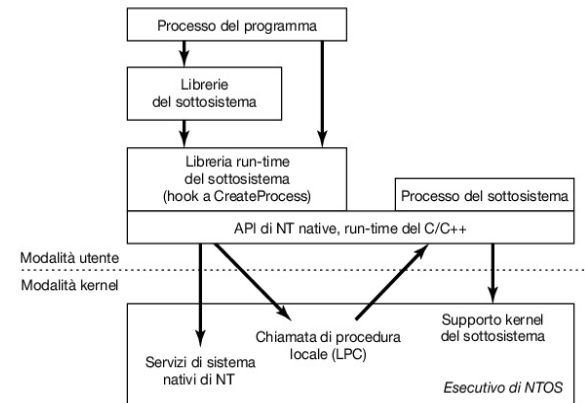 Processo del programma
Librerie
del sottosistema
Libreria run-time
del sottosistema
(hook a CreateProcess)
Processo del sottosistema
API di NT native, run-time del C/C++
Modalità utente
Modalità kernel
Servizi di sistema
nativi di NT
Chiamata di procedura
locale (LPC)
Supporto kernel
del sottosistema
Esecutivo di NTOS